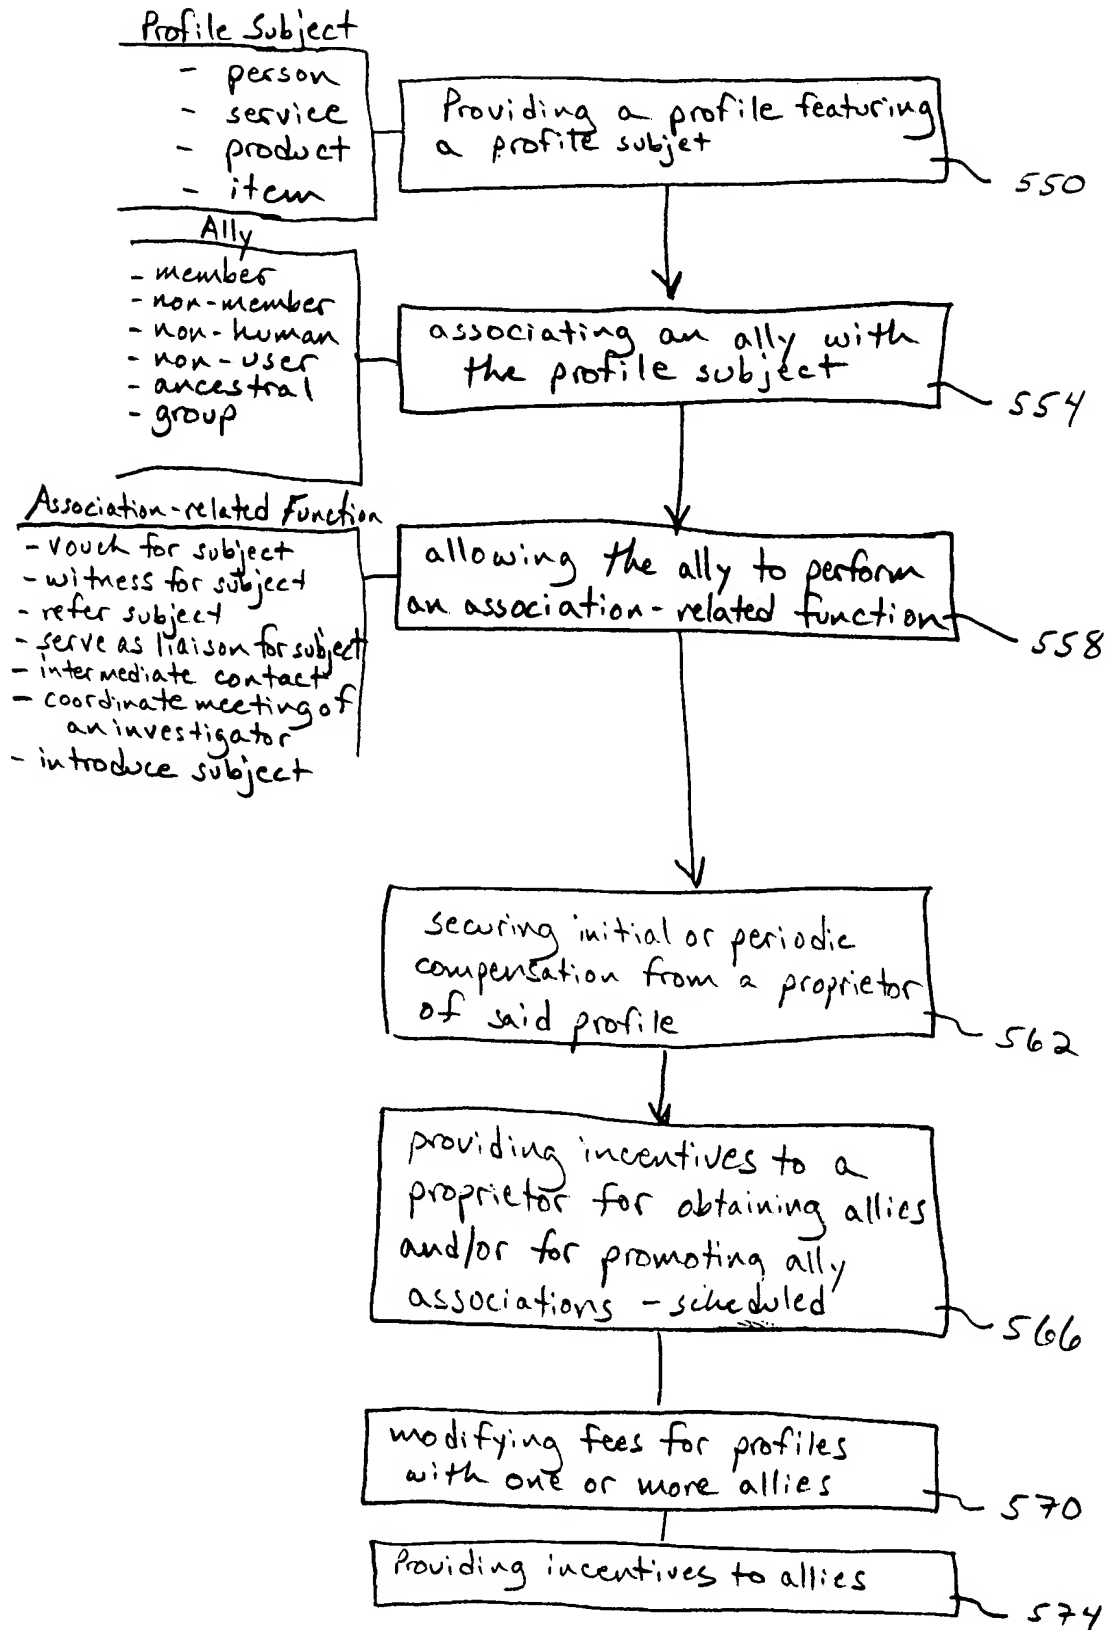 Profile Subject
- person
- service
- product
- item
Providing a profile featuring
a profile subjet
550
Ally
- member
- non-member
- non-human
- non-user
- ancestral
- group
associating an ally with
the profile subject
554
Association-related Function
- vouch for subject
- witness for subject
- refer subject
- serve as liaison for subject
- intermediate contact
- coordinate meeting of
an investigator
- introduce subject
allowing the ally to perform
an association-related function
558
securing initial or periodic
compensation from a proprietor
of said profile
562
providing incentives to a
proprietor for obtaining allies
and/or for promoting ally
associations - scheduled
566
modifying fees for profiles
with one or more allies
570
Providing incentives to allies
574